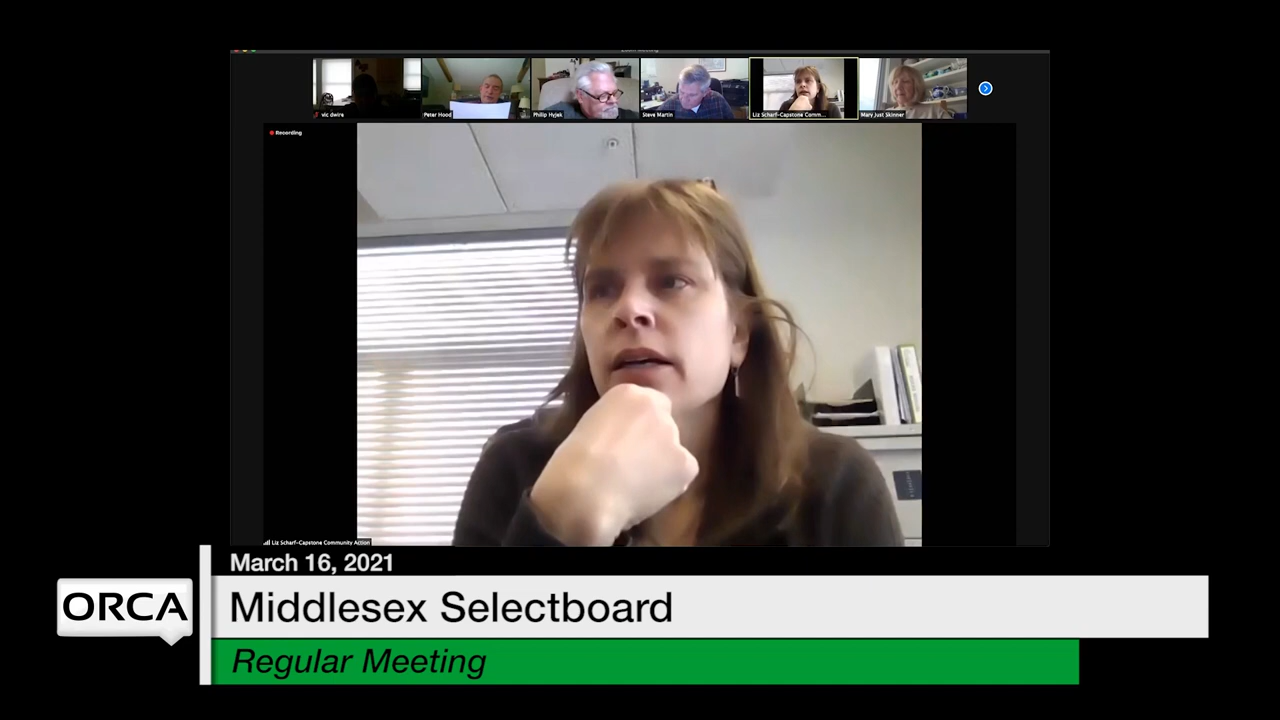 vic dwire
Peter Hood
Philip Hyjek
Steve Martin
Liz Scharf-Capstone Comm...
Mary Just Skinner
Recording
Liz Scharf-Capstone Community Action
March 16, 2021
ORCA
Middlesex Selectboard
Regular Meeting